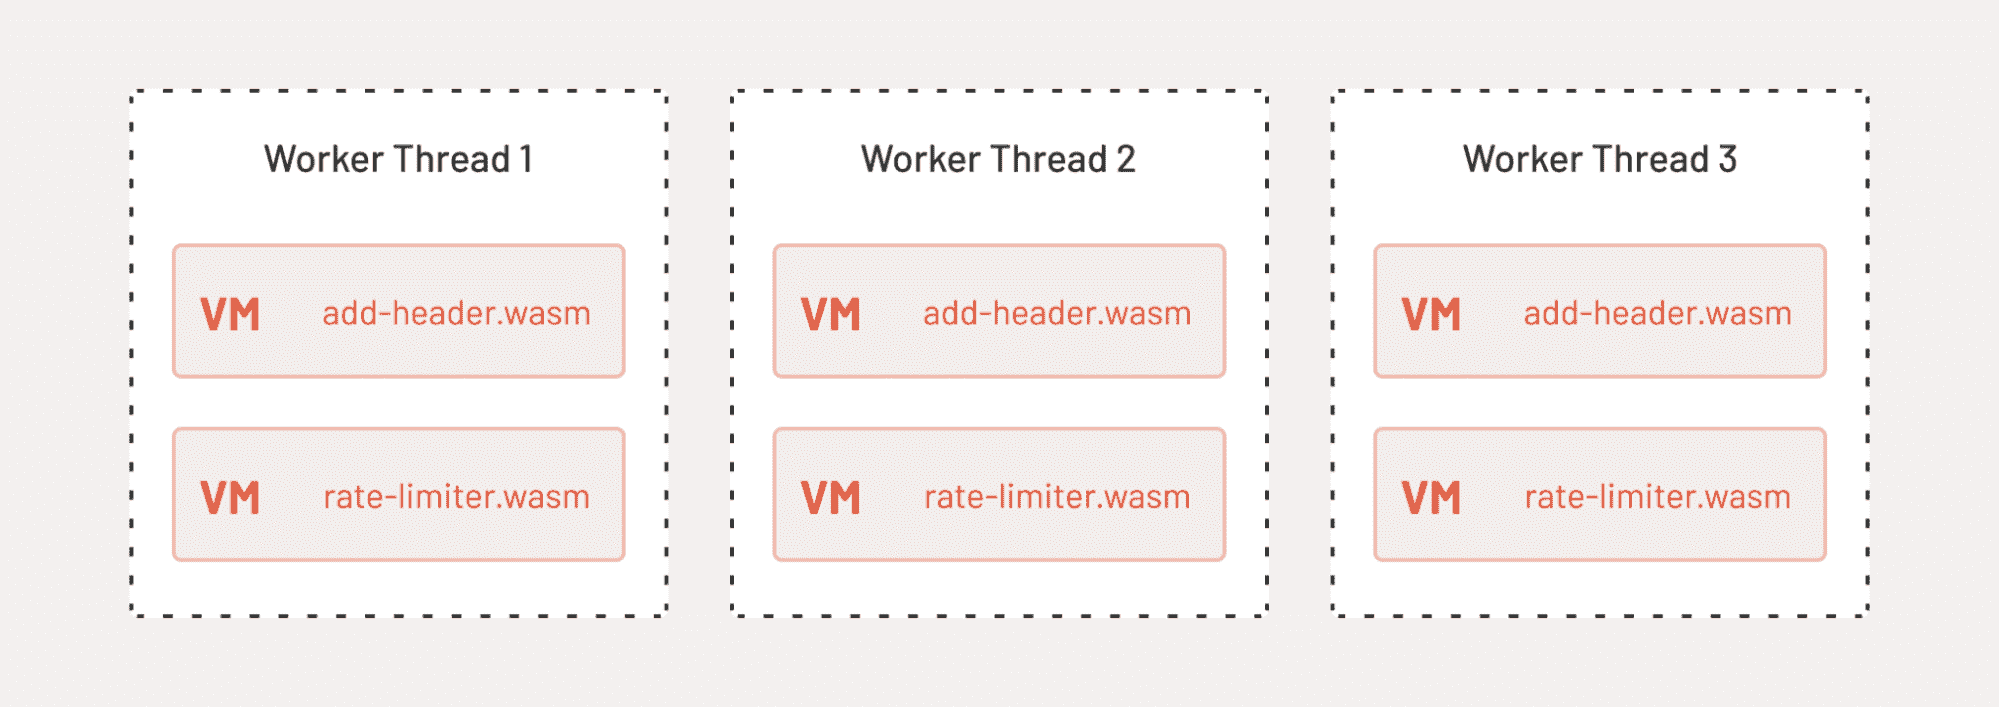 Worker Thread 1
VM add-header.wasm
VM rate-limiter.wasm
Worker Thread 2
VM add-header.wasm
VM rate-limiter.wasm
Worker Thread 3
VM add-header.wasm
VM rate-limiter.wasm